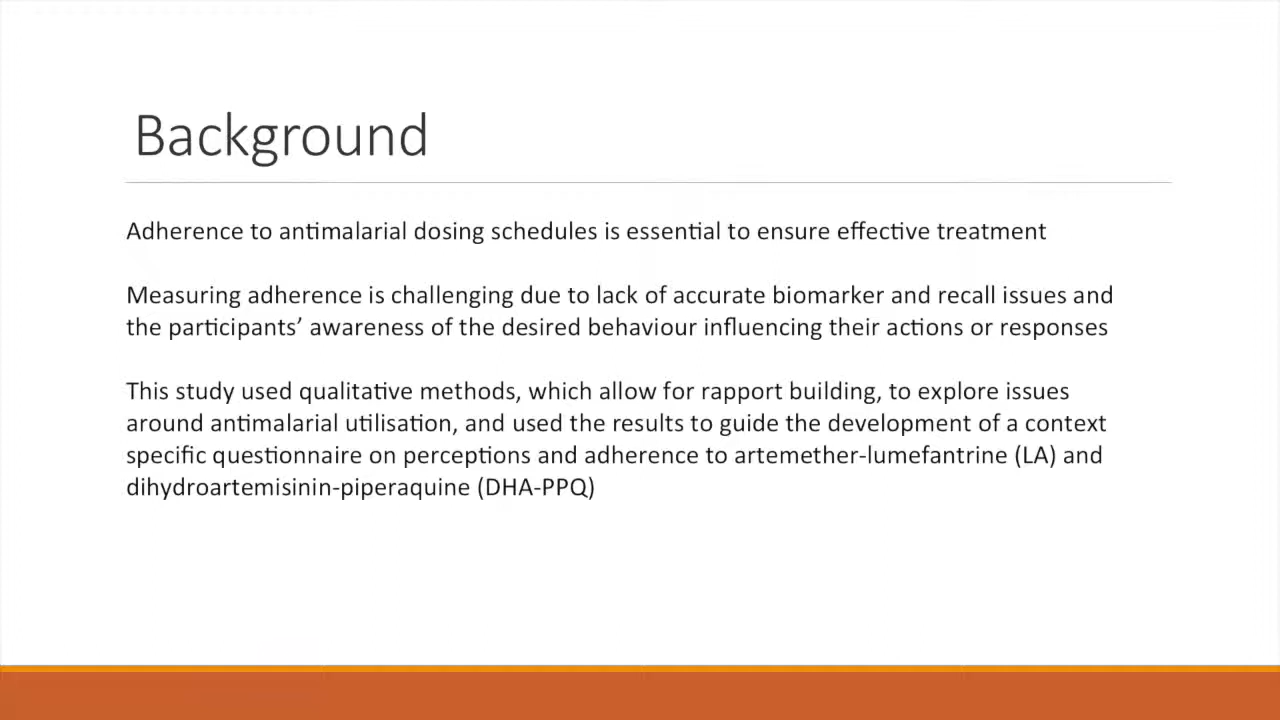 Background
Adherence to antimalarial dosing schedules is essential to ensure effective treatment
Measuring adherence is challenging due to lack of accurate biomarker and recall issues and
the participants’ awareness of the desired behaviour influencing their actions or responses
This study used qualitative methods, which allow for rapport building, to explore issues
around antimalarial utilisation, and used the results to guide the development of a context
specific questionnaire on perceptions and adherence to artemether-lumefantrine (LA) and
dihydroartemisinin-piperaquine (DHA-PPQ)